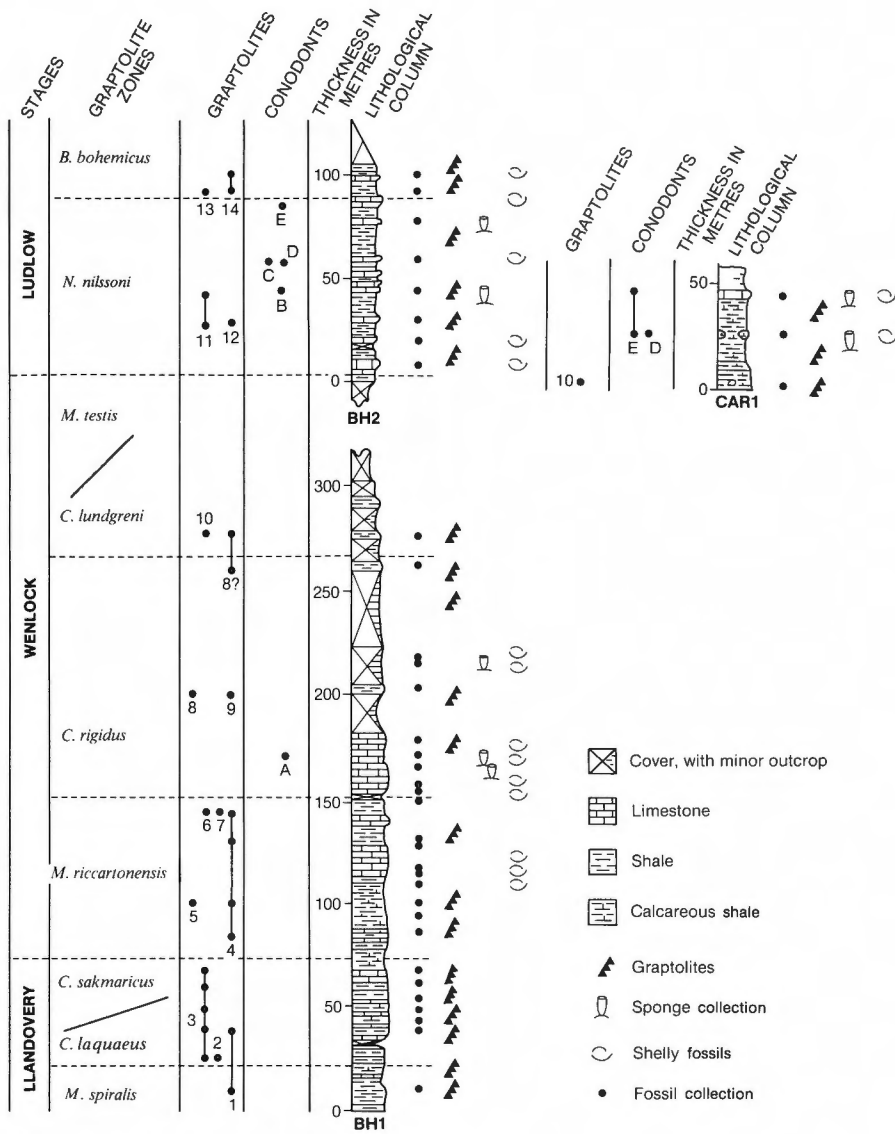 STAGES
GRAPTOLITE ZONES
GRAPTOLITES
CONODONTS
THICKNESS IN METRES
LITHOLOGICAL COLUMN
LUDLOW
B. bohemicus
13 14
N. nilssoni
E
D
C
B
11 12
100
50
0
BH2
WENLOCK
M. testis
C. lundgreni
10
8?
C. rigidus
8 9
A
M. riccartonensis
6 7
5
4
LLANDOVERY
C. sakmaricus
3 2
C. laquaeus
M. spiralis
1
300
250
200
150
100
50
0
BH1
GRAPTOLITES
CONODONTS
THICKNESS IN METRES
LITHOLOGICAL COLUMN
50
E D
10
0
CAR1
Cover, with minor outcrop
Limestone
Shale
Calcareous shale
Graptolites
Sponge collection
Shelly fossils
Fossil collection